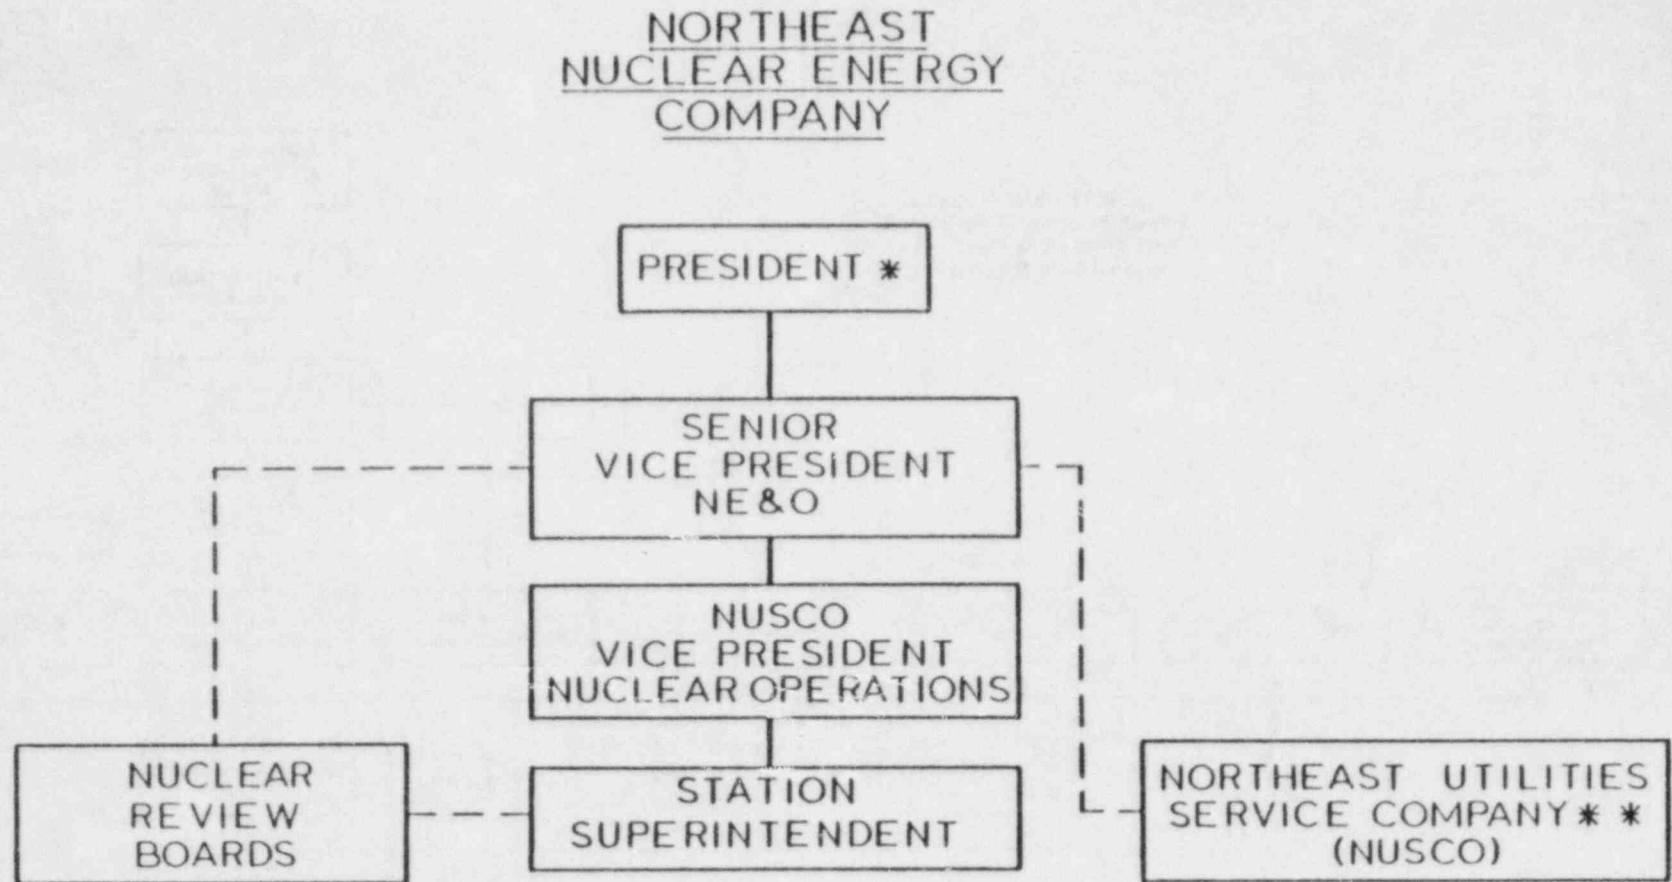 NORTHEAST
NUCLEAR ENERGY
COMPANY
PRESIDENT *
SENIOR
VICE PRESIDENT
NE&O
NUSCO
VICE PRESIDENT
NUCLEAR OPERATIONS
NUCLEAR
REVIEW
BOARDS
STATION
SUPERINTENDENT
NORTHEAST UTILITIES
SERVICE COMPANY * *
(NUSCO)